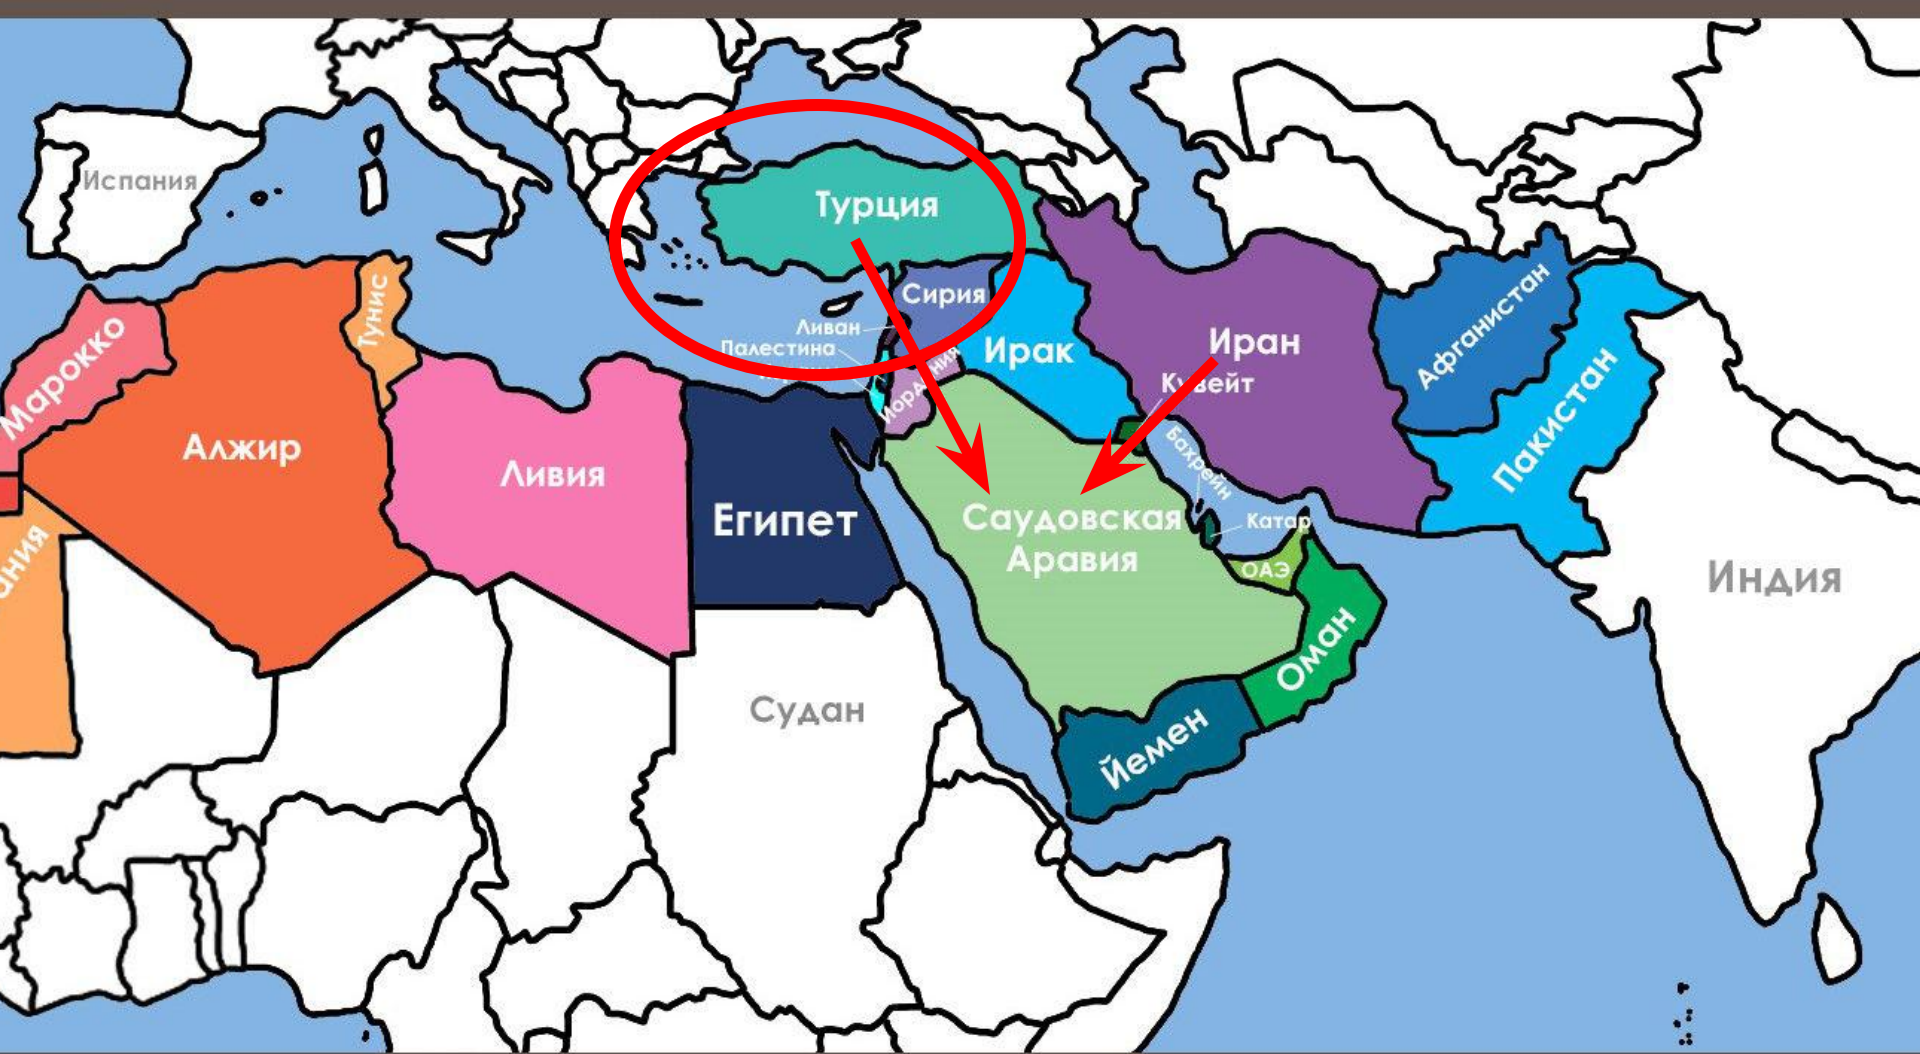 Испания
Турция
Тунис
Сирия
Марокко
Ливан
Палестина
Ирак
Иран
Кувейт
Афганистан
Пакистан
Алжир
Ливия
Египет
Бахрейн
Катар
Саудовская
Аравия
ОАЭ
Индия
Оман
Судан
Йемен